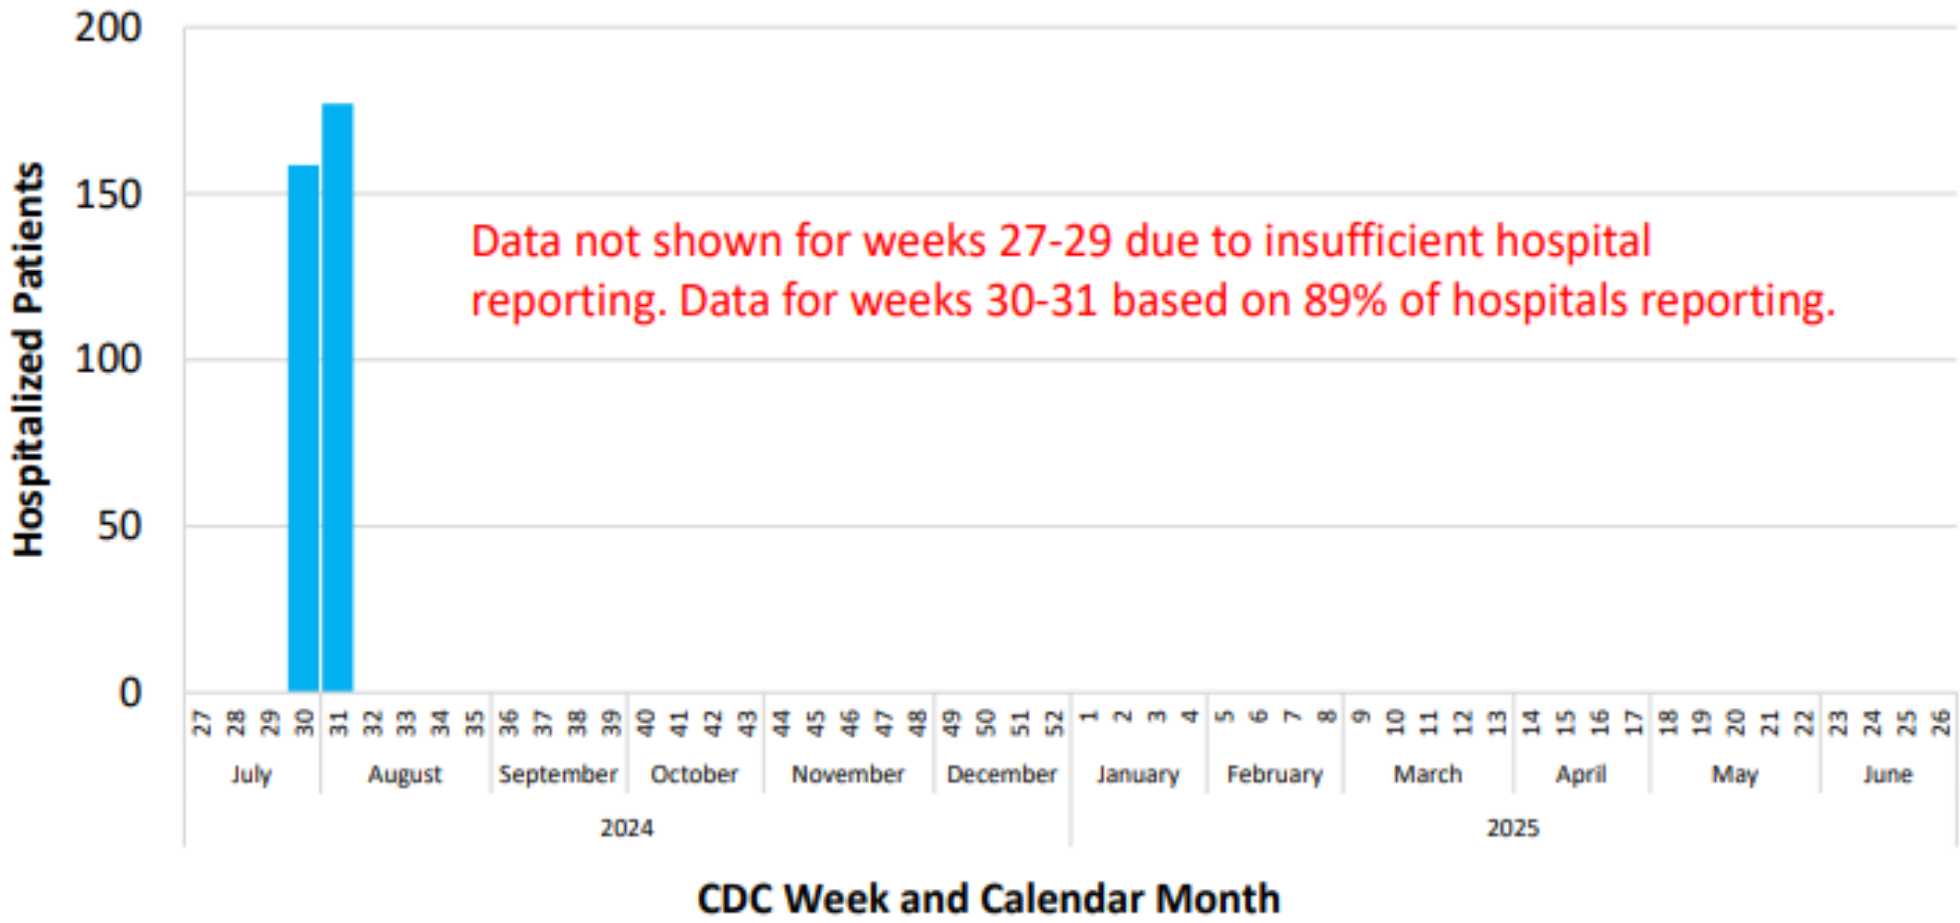 200
150
100
50
0
Hospitalized Patients
Data not shown for weeks 27-29 due to insufficient hospital
reporting. Data for weeks 30-31 based on 89% of hospitals reporting.
27 28 29 30 31 32 33 34 35 36 37 38 39 40 41 42 43 44 45 46 47 48 49 50 51 52 1 2 3 4 5 6 7 8 9 10 11 12 13 14 15 16 17 18 19 20 21 22 23 24 25 26
July August September October November December January February March April May June
2024 2025
CDC Week and Calendar Month